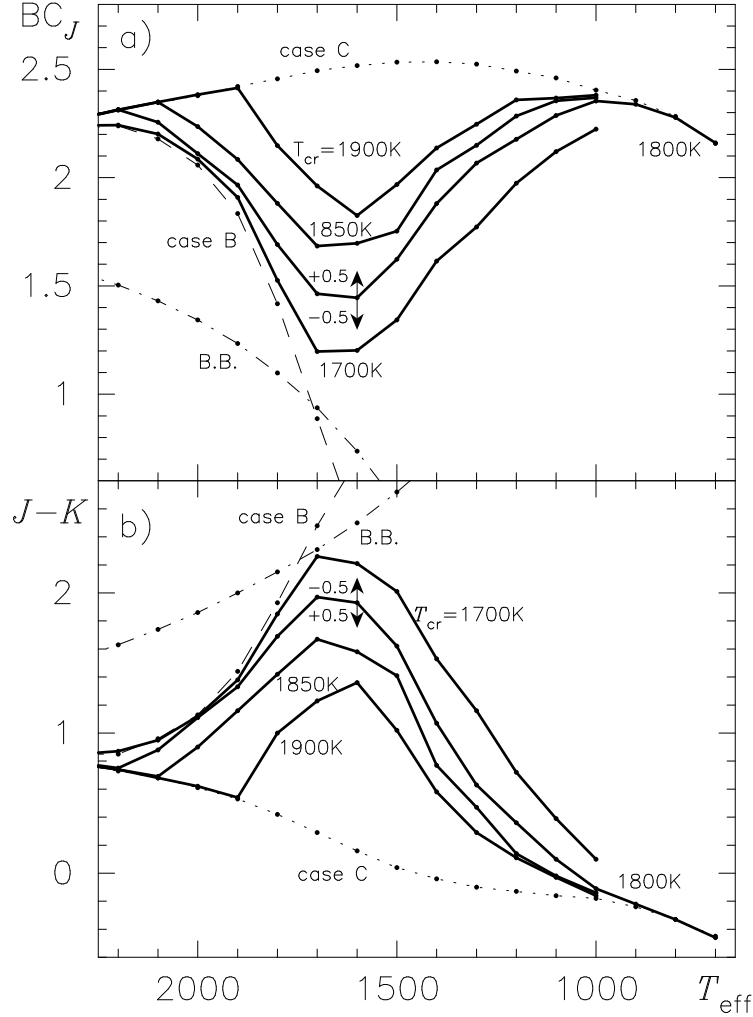 BC_J
a)
2.5
case C
T_cr=1900K
1800K
2
1850K
case B
+0.5
1.5
−0.5
B.B.
1700K
1
J−K
b)
case B
B.B.
2
−0.5
+0.5
T_cr=1700K
1850K
1
1900K
case C
1800K
0
2000 1500 1000 T_eff